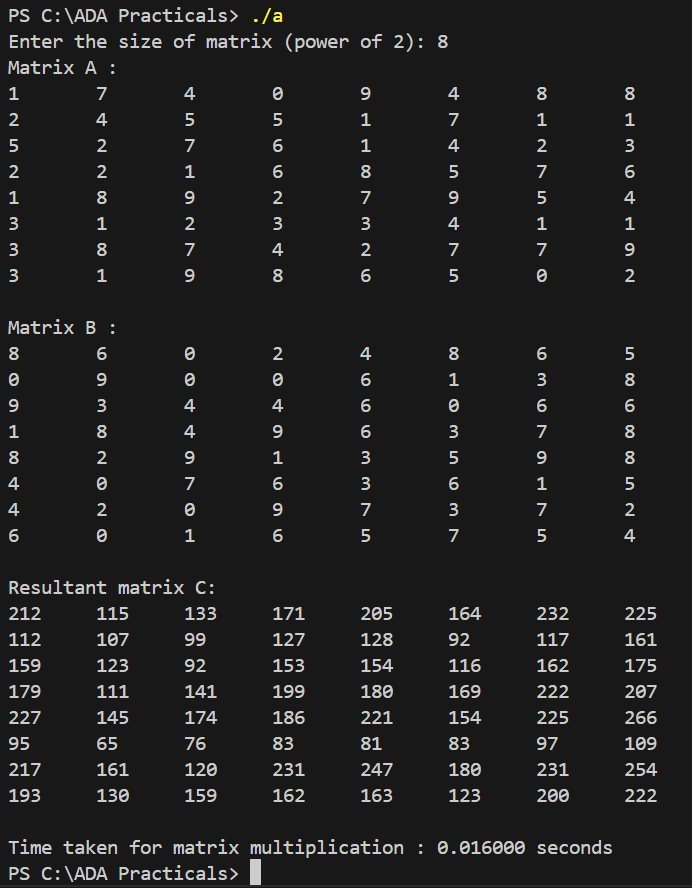 PS C:\ADA Practicals> ./a
Enter the size of matrix (power of 2): 8
Matrix A :
1 7 4 0 9 4 8 8
2 4 5 5 1 7 1 1
5 2 7 6 1 4 2 3
2 2 1 6 8 5 7 6
1 8 9 2 7 9 5 4
3 1 2 3 3 4 1 1
3 8 7 4 2 7 7 9
3 1 9 8 6 5 0 2
Matrix B :
8 6 0 2 4 8 6 5
0 9 0 0 6 1 3 8
9 3 4 4 6 0 6 6
1 8 4 9 6 3 7 8
8 2 9 1 3 5 9 8
4 0 7 6 3 6 1 5
4 2 0 9 7 3 7 2
6 0 1 6 5 7 5 4
Resultant matrix C:
212 115 133 171 205 164 232 225
112 107 99 127 128 92 117 161
159 123 92 153 154 116 162 175
179 111 141 199 180 169 222 207
227 145 174 186 221 154 225 266
95 65 76 83 81 83 97 109
217 161 120 231 247 180 231 254
193 130 159 162 163 123 200 222
Time taken for matrix multiplication : 0.016000 seconds
PS C:\ADA Practicals>